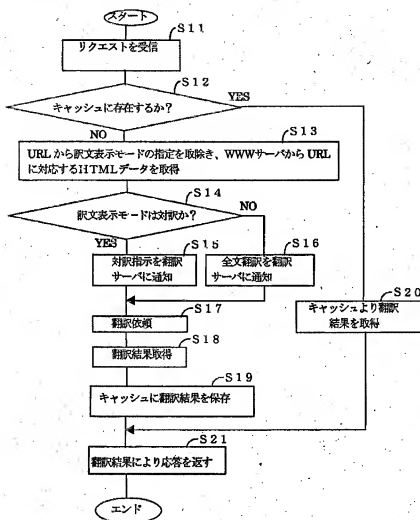 スタート
S11
リクエストを受信
S12
キャッシュに存在するか？
YES
NO
S13
URLから訳文表示モードの指定を取除き、WWWサーバからURL
に対応するHTMLデータを取得
S14
訳文表示モードは対訳か？
NO
YES
S15
対訳指示を翻訳
サーバに通知
S16
全文翻訳を翻訳
サーバに通知
S17
翻訳依頼
S18
翻訳結果取得
S20
キャッシュより翻訳
結果を取得
S19
キャッシュに翻訳結果を保存
S21
翻訳結果により応答を返す
エンド